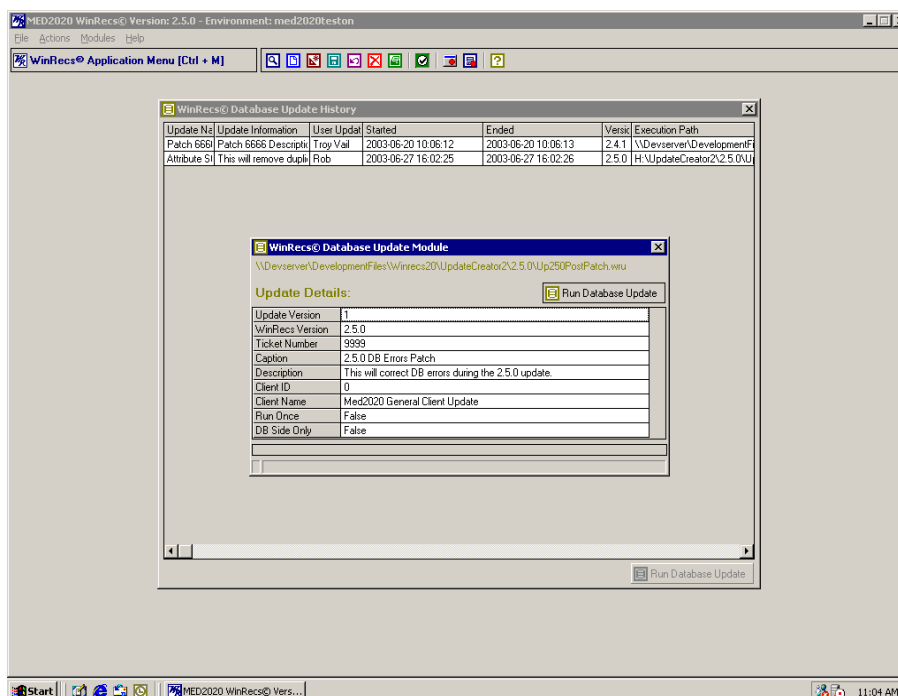 MED2020 WinRecs© Version: 2.5.0 - Environment: med2020teston
File Actions Modules Help
WinRecs© Application Menu [Ctrl + M]
WinRecs© Database Update History
Update Na Update Information User Updat Started Ended Versic Execution Path
Patch 666 Patch 6666 Descriptic Troy Vail 2003-06-20 10:06:12 2003-06-20 10:06:13 2.4.1 \\Devserver\DevelopmentFi
Attribute SI This will remove dupli Rob 2003-06-27 16:02:25 2003-06-27 16:02:26 2.5.0 H:\UpdateCreator2\2.5.0\U
WinRecs© Database Update Module
\\Devserver\DevelopmentFiles\Winrecs20\UpdateCreator2\2.5.0\Up250PostPatch.wru
Update Details:
Run Database Update
Update Version 1
WinRecs Version 2.5.0
Ticket Number 9999
Caption 2.5.0 DB Errors Patch
Description This will correct DB errors during the 2.5.0 update.
Client ID 0
Client Name Med2020 General Client Update
Run Once False
DB Side Only False
Run Database Update
Start MED2020 WinRecs© Vers... 11:04 AM